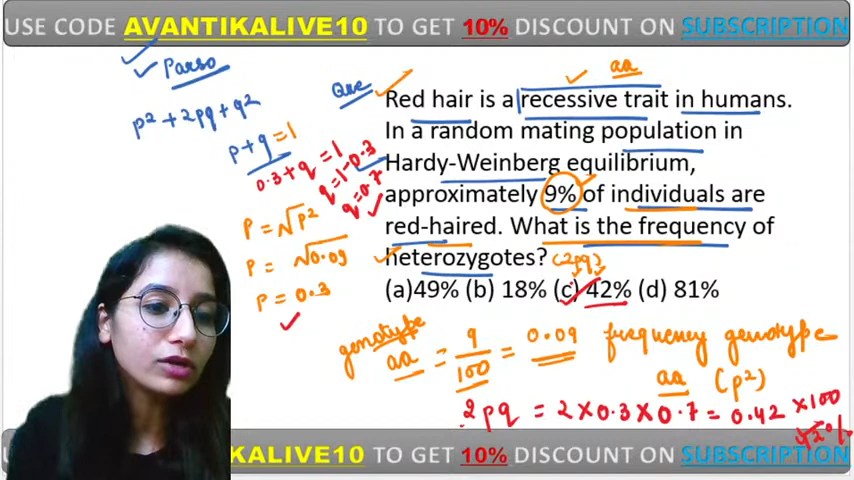 USE CODE AVANTIKALIVE10 TO GET 10% DISCOUNT ON SUBSCRIPTION
Parso
p²+2pq+q²
p+q=1
0.3+q=1
q=1-0.3
q=0.7
P=√p²
P=√0.09
P=0.3
Que
aa
Red hair is a recessive trait in humans.
In a random mating population in
Hardy-Weinberg equilibrium,
approximately 9% of individuals are
red-haired. What is the frequency of
heterozygotes?
(2pq)
(a)49% (b) 18% (c) 42% (d) 81%
genotype aa = 9/100 = 0.09 frequency genotype
aa (p²)
2pq = 2×0.3×0.7=0.42 ×100
42%
KALIVE10 TO GET 10% DISCOUNT ON SUBSCRIPTION